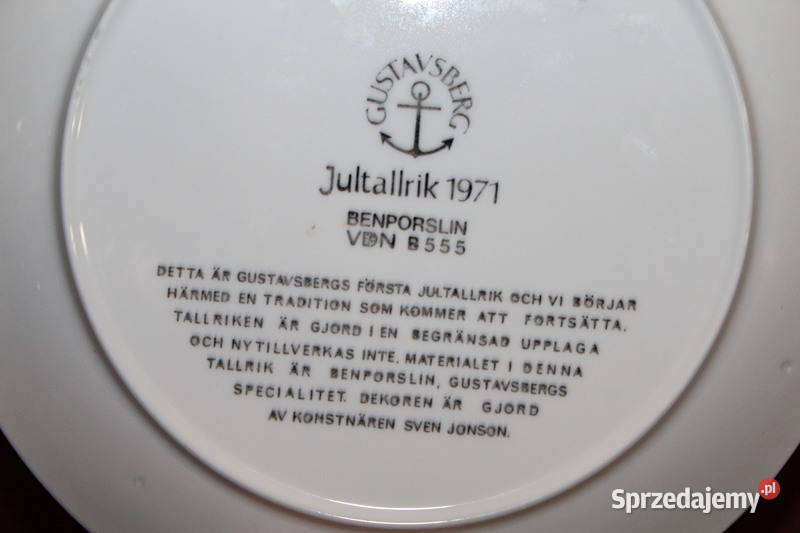 GUSTAVSBERG
Jultallrik 1971
BENPORSLIN
VDN B555
DETTA ÄR GUSTAVSBERGS FÖRSTA JULTALLRIK OCH VI BÖRJAR
HÄRMED EN TRADITION SOM KOMMER ATT FORTSÄTTA.
TALLRIKEN ÄR GJORD I EN BEGRÄNSAD UPPLAGA
OCH NYTILLVERKAS INTE. MATERIALET I DENNA
TALLRIK ÄR BENPORSLIN, GUSTAVSBERGS
SPECIALITET. DEKOREN ÄR GJORD
AV KONSTNÄREN SVEN JONSON.
Sprzedajemy.pl